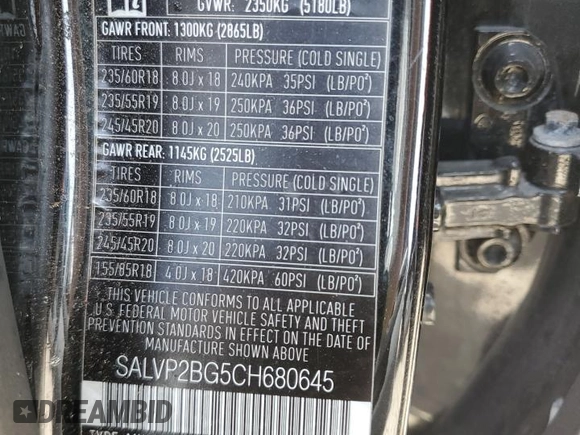 GVWR: 2350KG (5180LB)
GAWR FRONT: 1300KG (2865LB)
TIRES RIMS PRESSURE (COLD SINGLE)
235/60R18 8.0J x 18 240KPA 35PSI (LB/PO²)
235/55R19 8.0J x 19 250KPA 36PSI (LB/PO²)
245/45R20 8.0J x 20 250KPA 36PSI (LB/PO²)
GAWR REAR: 1145KG (2525LB)
TIRES RIMS PRESSURE (COLD SINGLE)
235/60R18 8.0J x 18 210KPA 31PSI (LB/PO²)
235/55R19 8.0J x 19 220KPA 32PSI (LB/PO²)
245/45R20 8.0J x 20 220KPA 32PSI (LB/PO²)
155/85R18 4.0J x 18 420KPA 60PSI (LB/PO²)
THIS VEHICLE CONFORMS TO ALL APPLICABLE
U.S. FEDERAL MOTOR VEHICLE SAFETY AND THEFT
PREVENTION STANDARDS IN EFFECT ON THE DATE OF
MANUFACTURE SHOWN ABOVE
SALVP2BG5CH680645
DREAMBID